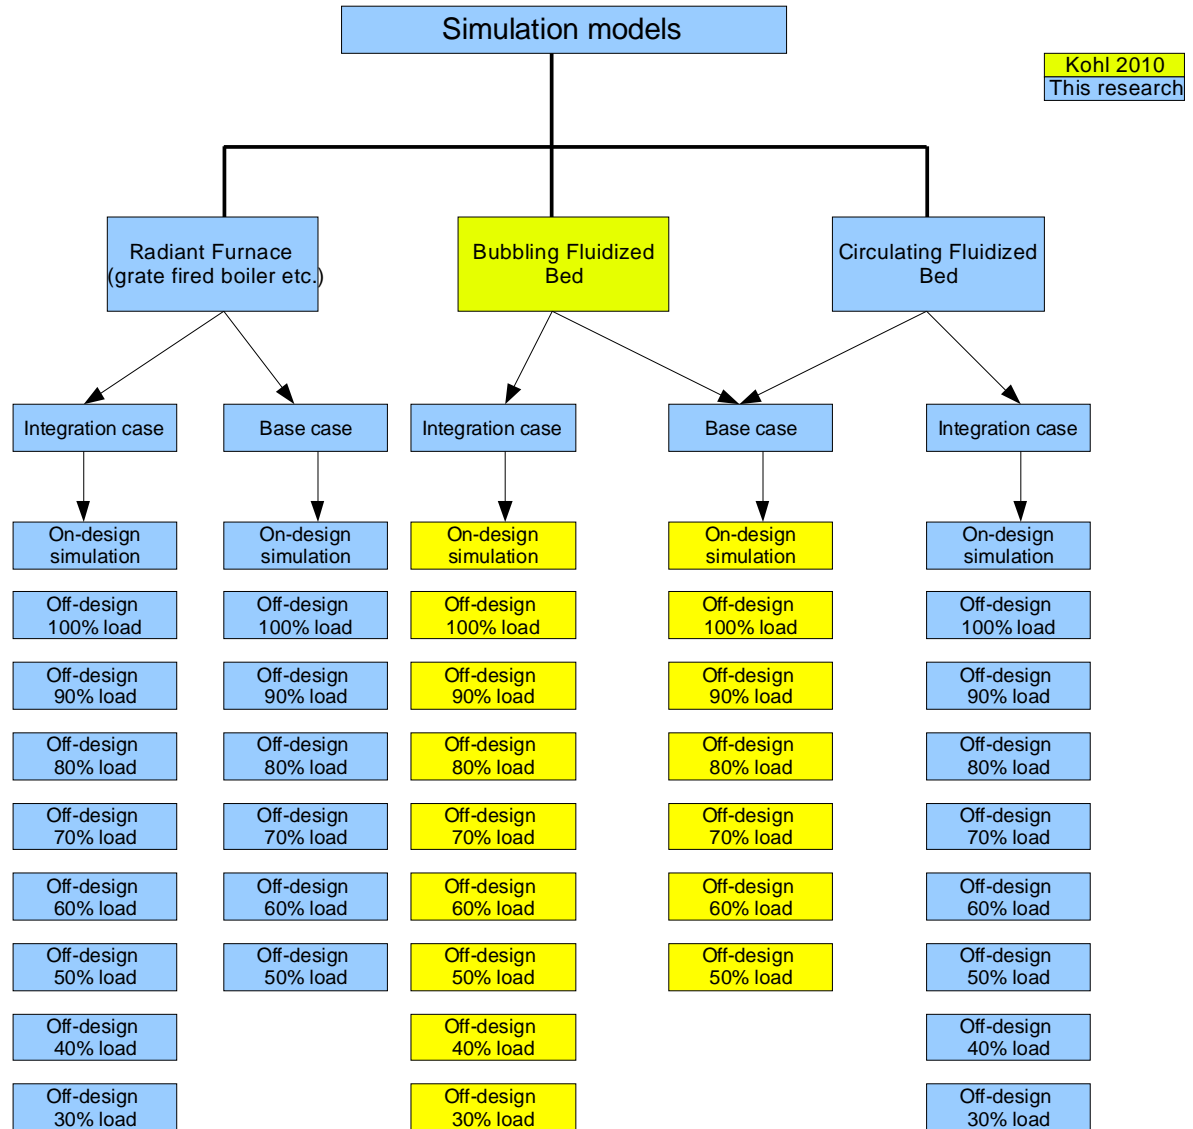 Simulation models
Kohl 2010
This research
Radiant Furnace
(grate fired boiler etc.)
Bubbling Fluidized
Bed
Circulating Fluidized
Bed
Integration case
Base case
Integration case
Base case
Integration case
On-design
simulation
On-design
simulation
On-design
simulation
On-design
simulation
On-design
simulation
Off-design
100% load
Off-design
100% load
Off-design
100% load
Off-design
100% load
Off-design
100% load
Off-design
90% load
Off-design
90% load
Off-design
90% load
Off-design
90% load
Off-design
90% load
Off-design
80% load
Off-design
80% load
Off-design
80% load
Off-design
80% load
Off-design
80% load
Off-design
70% load
Off-design
70% load
Off-design
70% load
Off-design
70% load
Off-design
70% load
Off-design
60% load
Off-design
60% load
Off-design
60% load
Off-design
60% load
Off-design
60% load
Off-design
50% load
Off-design
50% load
Off-design
50% load
Off-design
50% load
Off-design
50% load
Off-design
40% load
Off-design
40% load
Off-design
40% load
Off-design
30% load
Off-design
30% load
Off-design
30% load